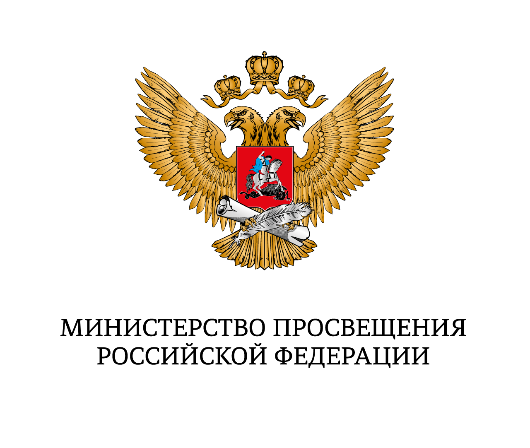 МИНИСТЕРСТВО ПРОСВЕЩЕНИЯ
РОССИЙСКОЙ ФЕДЕРАЦИИ